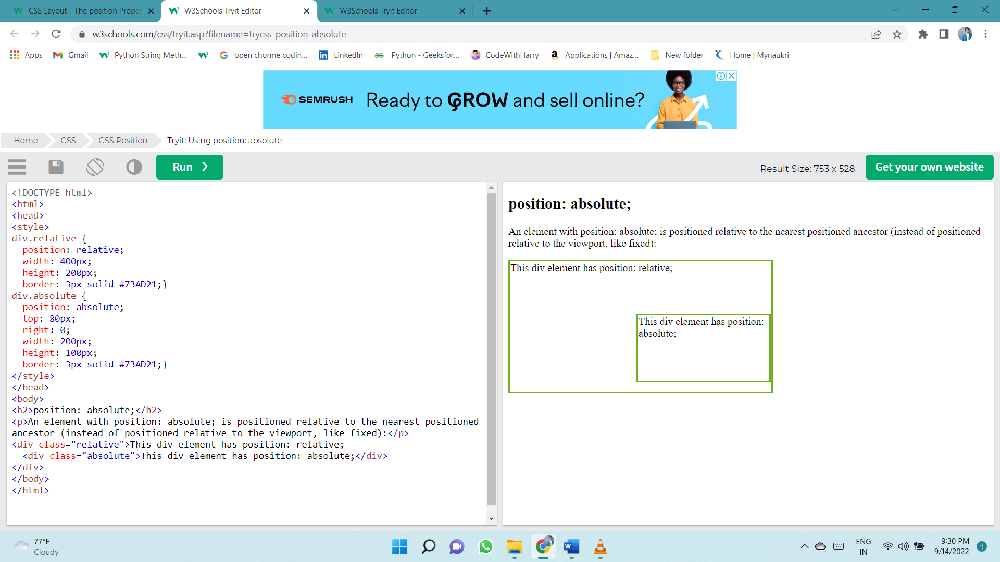 CSS Layout - The position Proper
W3Schools Tryit Editor
W3Schools Tryit Editor
w3schools.com/css/tryit.asp?filename=trycss_position_absolute
Apps
Gmail
Python String Meth...
open chorme codin...
LinkedIn
Python - Geeksfor...
CodeWithHarry
Applications | Amaz...
New folder
Home | Mynaukri
SEMRUSH Ready to GROW and sell online?
Home
CSS
CSS Position
Tryit: Using position: absolute
Run ❯
Result Size: 753 x 528
Get your own website
<!DOCTYPE html>
<html>
<head>
<style>
div.relative {
  position: relative;
  width: 400px;
  height: 200px;
  border: 3px solid #73AD21;}
div.absolute {
  position: absolute;
  top: 80px;
  right: 0;
  width: 200px;
  height: 100px;
  border: 3px solid #73AD21;}
</style>
</head>
<body>
<h2>position: absolute;</h2>
<p>An element with position: absolute; is positioned relative to the nearest positioned
ancestor (instead of positioned relative to the viewport, like fixed):</p>
<div class="relative">This div element has position: relative;
  <div class="absolute">This div element has position: absolute;</div>
</div>
</body>
</html>
position: absolute;
An element with position: absolute; is positioned relative to the nearest positioned ancestor (instead of positioned
relative to the viewport, like fixed):
This div element has position: relative;
This div element has position:
absolute;
77°F
Cloudy
ENG
IN
9:30 PM
9/14/2022
1